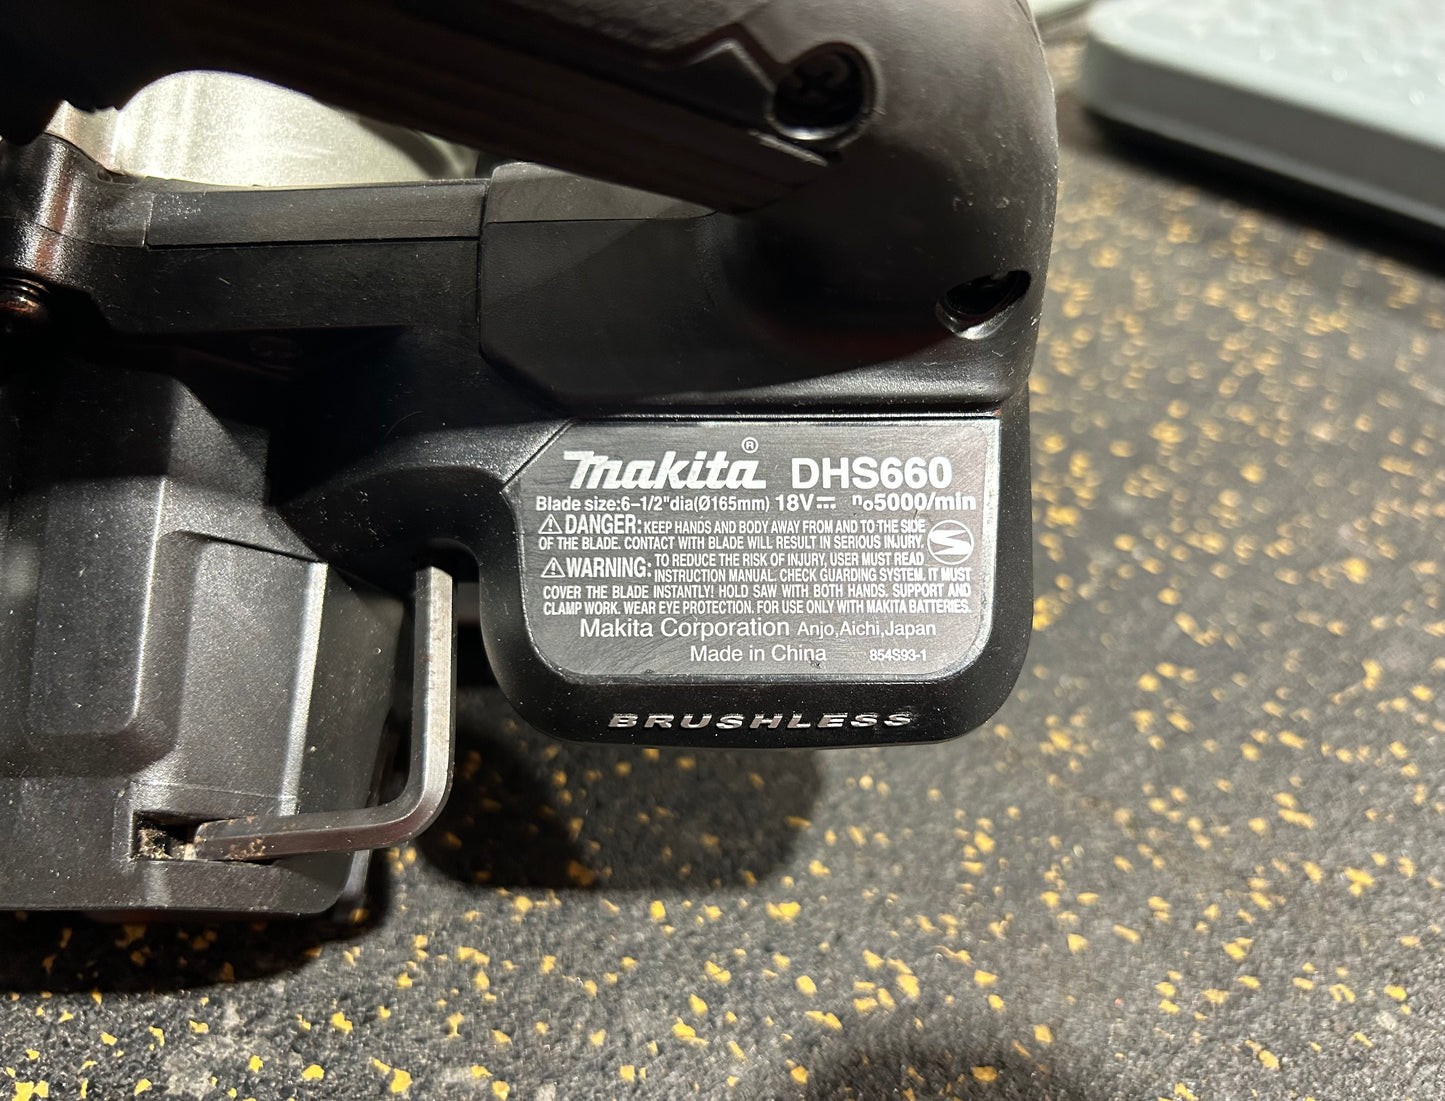 makita® DHS660
Blade size:6–1/2"dia(Ø165mm) 18V⎓ n₀5000/min
⚠DANGER: KEEP HANDS AND BODY AWAY FROM AND TO THE SIDE
OF THE BLADE. CONTACT WITH BLADE WILL RESULT IN SERIOUS INJURY.
⚠WARNING: TO REDUCE THE RISK OF INJURY, USER MUST READ
INSTRUCTION MANUAL. CHECK GUARDING SYSTEM. IT MUST
COVER THE BLADE INSTANTLY! HOLD SAW WITH BOTH HANDS. SUPPORT AND
CLAMP WORK. WEAR EYE PROTECTION. FOR USE ONLY WITH MAKITA BATTERIES.
Makita Corporation Anjo,Aichi,Japan
Made in China 854S93-1
BRUSHLESS